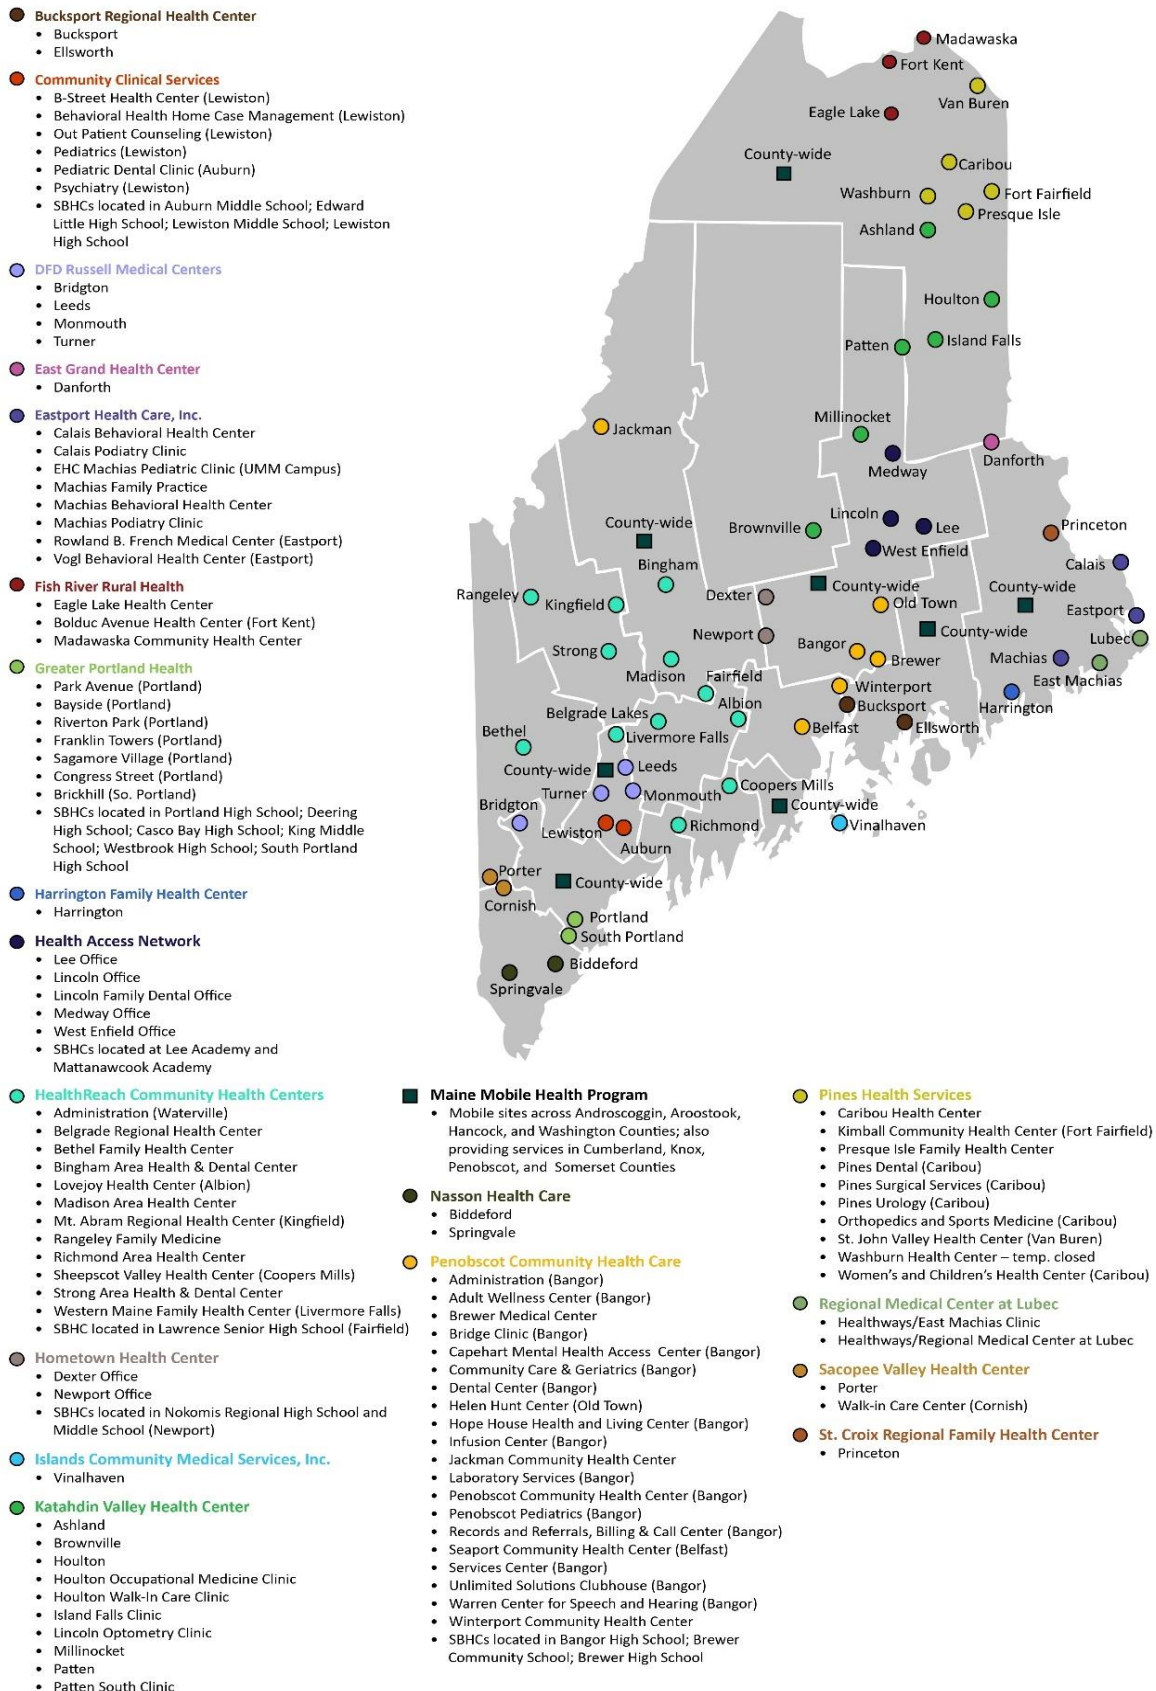 Bucksport Regional Health Center
• Bucksport
• Ellsworth
Community Clinical Services
• B-Street Health Center (Lewiston)
• Behavioral Health Home Case Management (Lewiston)
• Out Patient Counseling (Lewiston)
• Pediatrics (Lewiston)
• Pediatric Dental Clinic (Auburn)
• Psychiatry (Lewiston)
• SBHCs located in Auburn Middle School; Edward
Little High School; Lewiston Middle School; Lewiston
High School
DFD Russell Medical Centers
• Bridgton
• Leeds
• Monmouth
• Turner
East Grand Health Center
• Danforth
Eastport Health Care, Inc.
• Calais Behavioral Health Center
• Calais Podiatry Clinic
• EHC Machias Pediatric Clinic (UMM Campus)
• Machias Family Practice
• Machias Behavioral Health Center
• Machias Podiatry Clinic
• Rowland B. French Medical Center (Eastport)
• Vogl Behavioral Health Center (Eastport)
Fish River Rural Health
• Eagle Lake Health Center
• Bolduc Avenue Health Center (Fort Kent)
• Madawaska Community Health Center
Greater Portland Health
• Park Avenue (Portland)
• Bayside (Portland)
• Riverton Park (Portland)
• Franklin Towers (Portland)
• Sagamore Village (Portland)
• Congress Street (Portland)
• Brickhill (So. Portland)
• SBHCs located in Portland High School; Deering
High School; Casco Bay High School; King Middle
School; Westbrook High School; South Portland
High School
Harrington Family Health Center
• Harrington
Health Access Network
• Lee Office
• Lincoln Office
• Lincoln Family Dental Office
• Medway Office
• West Enfield Office
• SBHCs located at Lee Academy and
Mattanawcook Academy
HealthReach Community Health Centers
• Administration (Waterville)
• Belgrade Regional Health Center
• Bethel Family Health Center
• Bingham Area Health & Dental Center
• Lovejoy Health Center (Albion)
• Madison Area Health Center
• Mt. Abram Regional Health Center (Kingfield)
• Rangeley Family Medicine
• Richmond Area Health Center
• Sheepscot Valley Health Center (Coopers Mills)
• Strong Area Health & Dental Center
• Western Maine Family Health Center (Livermore Falls)
• SBHC located in Lawrence Senior High School (Fairfield)
Hometown Health Center
• Dexter Office
• Newport Office
• SBHCs located in Nokomis Regional High School and
Middle School (Newport)
Islands Community Medical Services, Inc.
• Vinalhaven
Katahdin Valley Health Center
• Ashland
• Brownville
• Houlton
• Houlton Occupational Medicine Clinic
• Houlton Walk-In Care Clinic
• Island Falls Clinic
• Lincoln Optometry Clinic
• Millinocket
• Patten
• Patten South Clinic
Maine Mobile Health Program
• Mobile sites across Androscoggin, Aroostook,
Hancock, and Washington Counties; also
providing services in Cumberland, Knox,
Penobscot, and Somerset Counties
Nasson Health Care
• Biddeford
• Springvale
Penobscot Community Health Care
• Administration (Bangor)
• Adult Wellness Center (Bangor)
• Brewer Medical Center
• Bridge Clinic (Bangor)
• Capehart Mental Health Access Center (Bangor)
• Community Care & Geriatrics (Bangor)
• Dental Center (Bangor)
• Helen Hunt Center (Old Town)
• Hope House Health and Living Center (Bangor)
• Infusion Center (Bangor)
• Jackman Community Health Center
• Laboratory Services (Bangor)
• Penobscot Community Health Center (Bangor)
• Penobscot Pediatrics (Bangor)
• Records and Referrals, Billing & Call Center (Bangor)
• Seaport Community Health Center (Belfast)
• Services Center (Bangor)
• Unlimited Solutions Clubhouse (Bangor)
• Warren Center for Speech and Hearing (Bangor)
• Winterport Community Health Center
• SBHCs located in Bangor High School; Brewer
Community School; Brewer High School
Pines Health Services
• Caribou Health Center
• Kimball Community Health Center (Fort Fairfield)
• Presque Isle Family Health Center
• Pines Dental (Caribou)
• Pines Surgical Services (Caribou)
• Pines Urology (Caribou)
• Orthopedics and Sports Medicine (Caribou)
• St. John Valley Health Center (Van Buren)
• Washburn Health Center – temp. closed
• Women's and Children's Health Center (Caribou)
Regional Medical Center at Lubec
• Healthways/East Machias Clinic
• Healthways/Regional Medical Center at Lubec
Sacopee Valley Health Center
• Porter
• Walk-in Care Center (Cornish)
St. Croix Regional Family Health Center
• Princeton
Madawaska
Fort Kent
Van Buren
Eagle Lake
County-wide
Caribou
Washburn
Fort Fairfield
Presque Isle
Ashland
Houlton
Island Falls
Patten
Millinocket
Jackman
Medway
Danforth
Lincoln
Lee
County-wide
Brownville
Princeton
West Enfield
Bingham
Calais
County-wide
County-wide
Rangeley
Kingfield
Dexter
Old Town
Eastport
County-wide
Newport
Lubec
Strong
Bangor
Brewer
Machias
Madison
Fairfield
East Machias
Winterport
Albion
Bucksport
Harrington
Belgrade Lakes
Belfast
Ellsworth
Bethel
Livermore Falls
County-wide
Leeds
Coopers Mills
Turner
Monmouth
Bridgton
County-wide
Lewiston
Richmond
Vinalhaven
Auburn
Porter
County-wide
Cornish
Portland
South Portland
Biddeford
Springvale